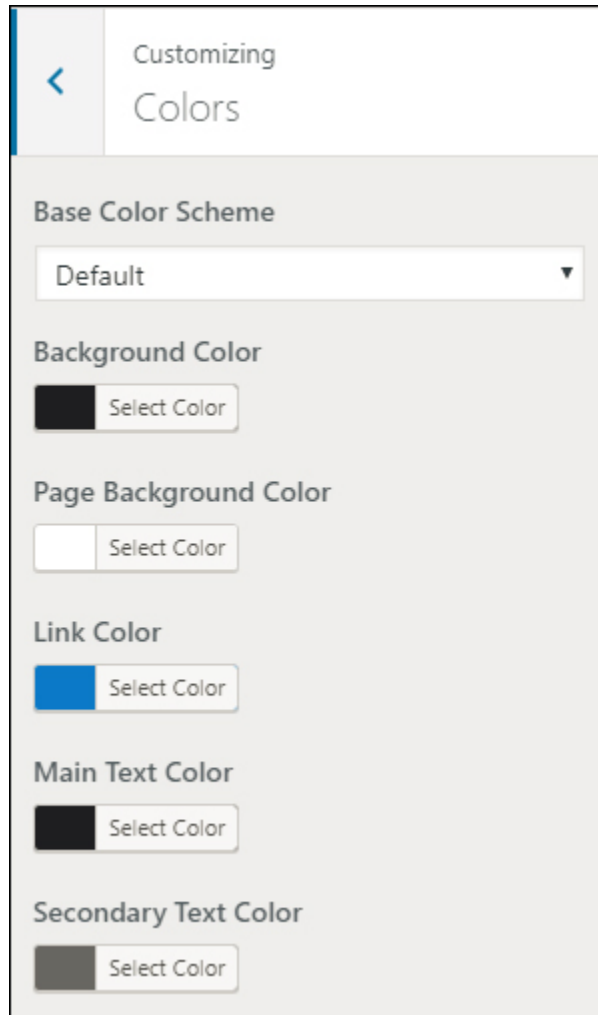 Customizing
Colors
Base Color Scheme
Default
Background Color
Select Color
Page Background Color
Select Color
Link Color
Select Color
Main Text Color
Select Color
Secondary Text Color
Select Color